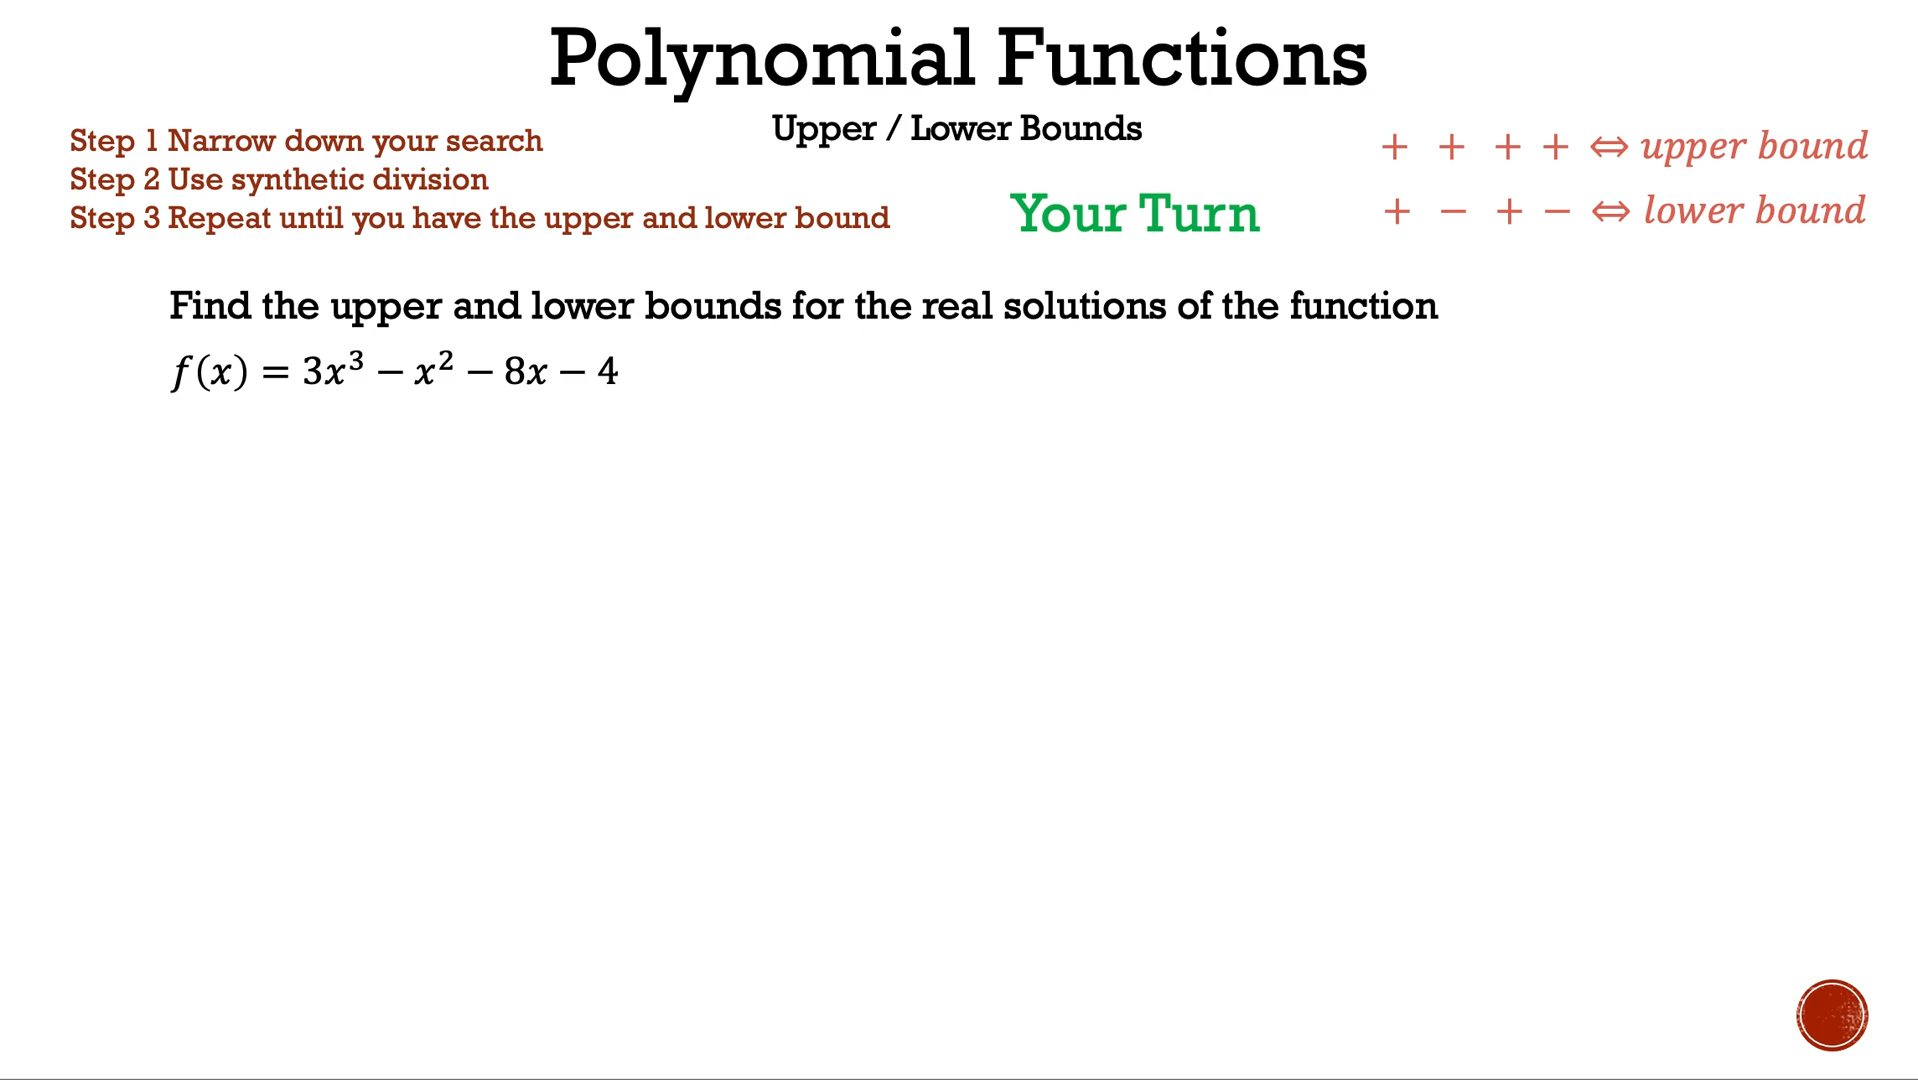 Polynomial Functions
Upper / Lower Bounds
Step 1 Narrow down your search
Step 2 Use synthetic division
Step 3 Repeat until you have the upper and lower bound
Your Turn
+ + + + ⇔ upper bound
+ − + − ⇔ lower bound
Find the upper and lower bounds for the real solutions of the function
f(x) = 3x³ − x² − 8x − 4